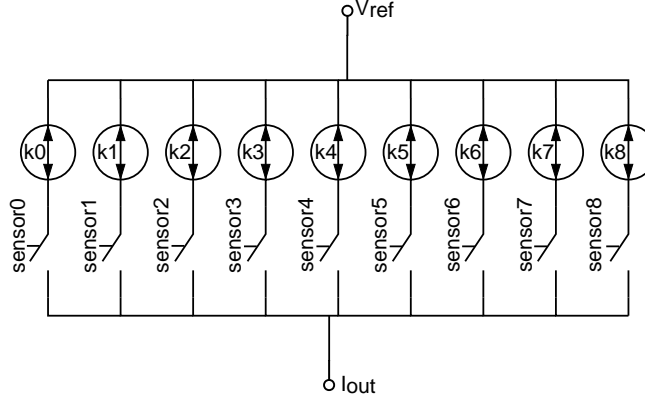 Vref
k0 k1 k2 k3 k4 k5 k6 k7 k8
sensor0 sensor1 sensor2 sensor3 sensor4 sensor5 sensor6 sensor7 sensor8
Iout